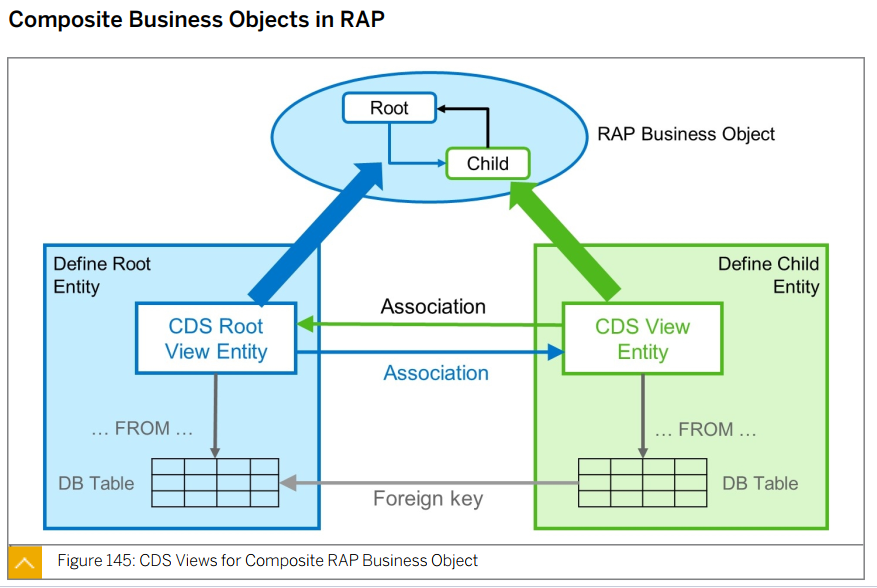 Composite Business Objects in RAP
Root
RAP Business Object
Child
Define Root
Entity
Define Child
Entity
Association
CDS Root
View Entity
CDS View
Entity
Association
... FROM ...
... FROM ...
DB Table
DB Table
Foreign key
Figure 145: CDS Views for Composite RAP Business Object